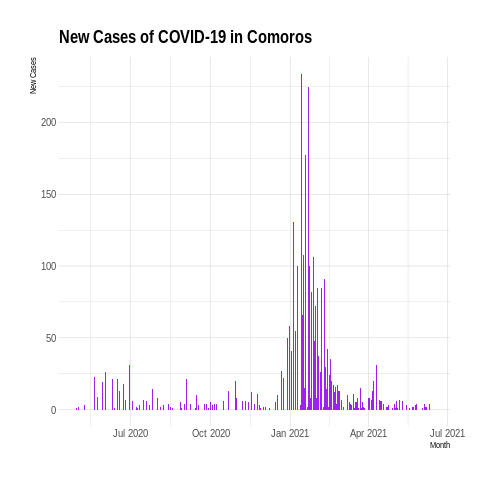 New Cases of COVID-19 in Comoros
New Cases
200
150
100
50
0
Jul 2020 Oct 2020 Jan 2021 Apr 2021 Jul 2021
Month